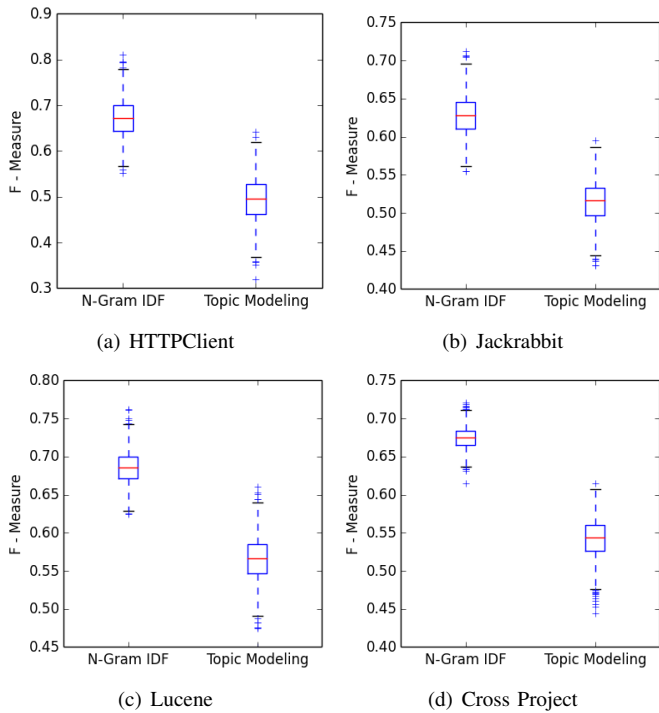 0.9
0.8
0.7
0.6
0.5
0.4
0.3
F - Measure
N-Gram IDF Topic Modeling
(a) HTTPClient
0.75
0.70
0.65
0.60
0.55
0.50
0.45
0.40
F - Measure
N-Gram IDF Topic Modeling
(b) Jackrabbit
0.80
0.75
0.70
0.65
0.60
0.55
0.50
0.45
F - Measure
N-Gram IDF Topic Modeling
(c) Lucene
0.75
0.70
0.65
0.60
0.55
0.50
0.45
0.40
F - Measure
N-Gram IDF Topic Modeling
(d) Cross Project